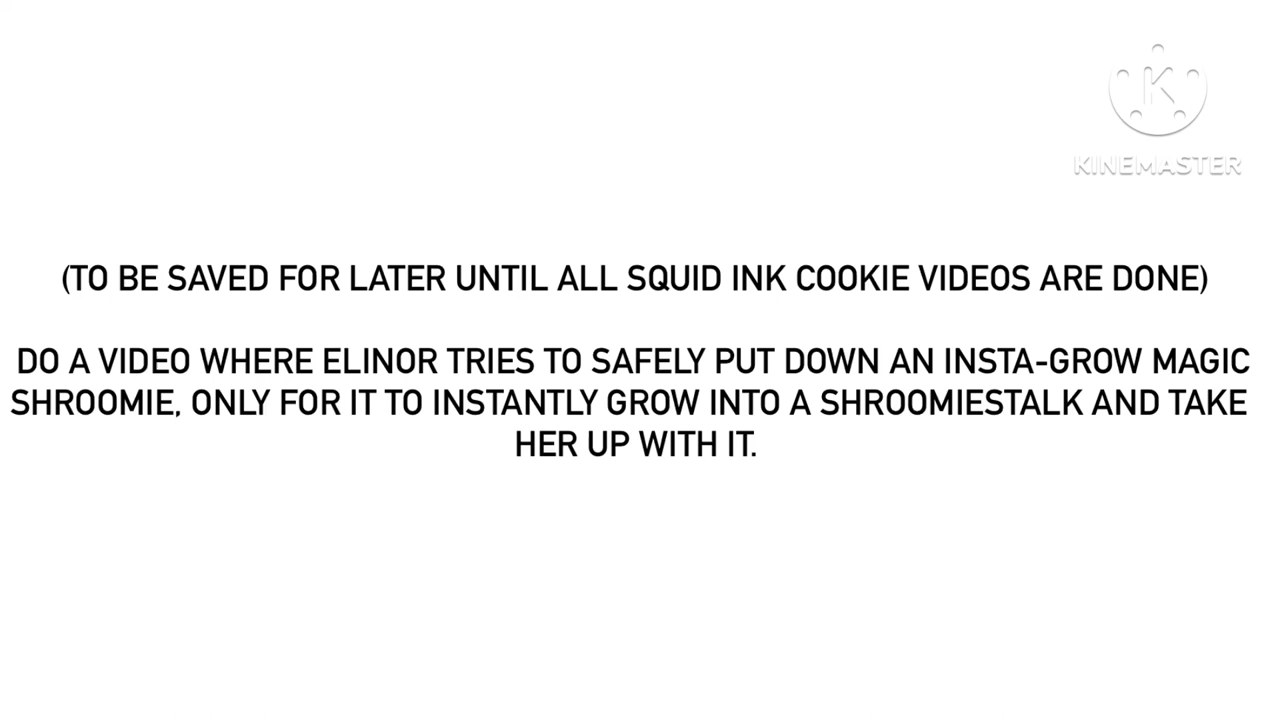 KINEMASTER
(TO BE SAVED FOR LATER UNTIL ALL SQUID INK COOKIE VIDEOS ARE DONE)
DO A VIDEO WHERE ELINOR TRIES TO SAFELY PUT DOWN AN INSTA-GROW MAGIC
SHROOMIE, ONLY FOR IT TO INSTANTLY GROW INTO A SHROOMIESTALK AND TAKE
HER UP WITH IT.